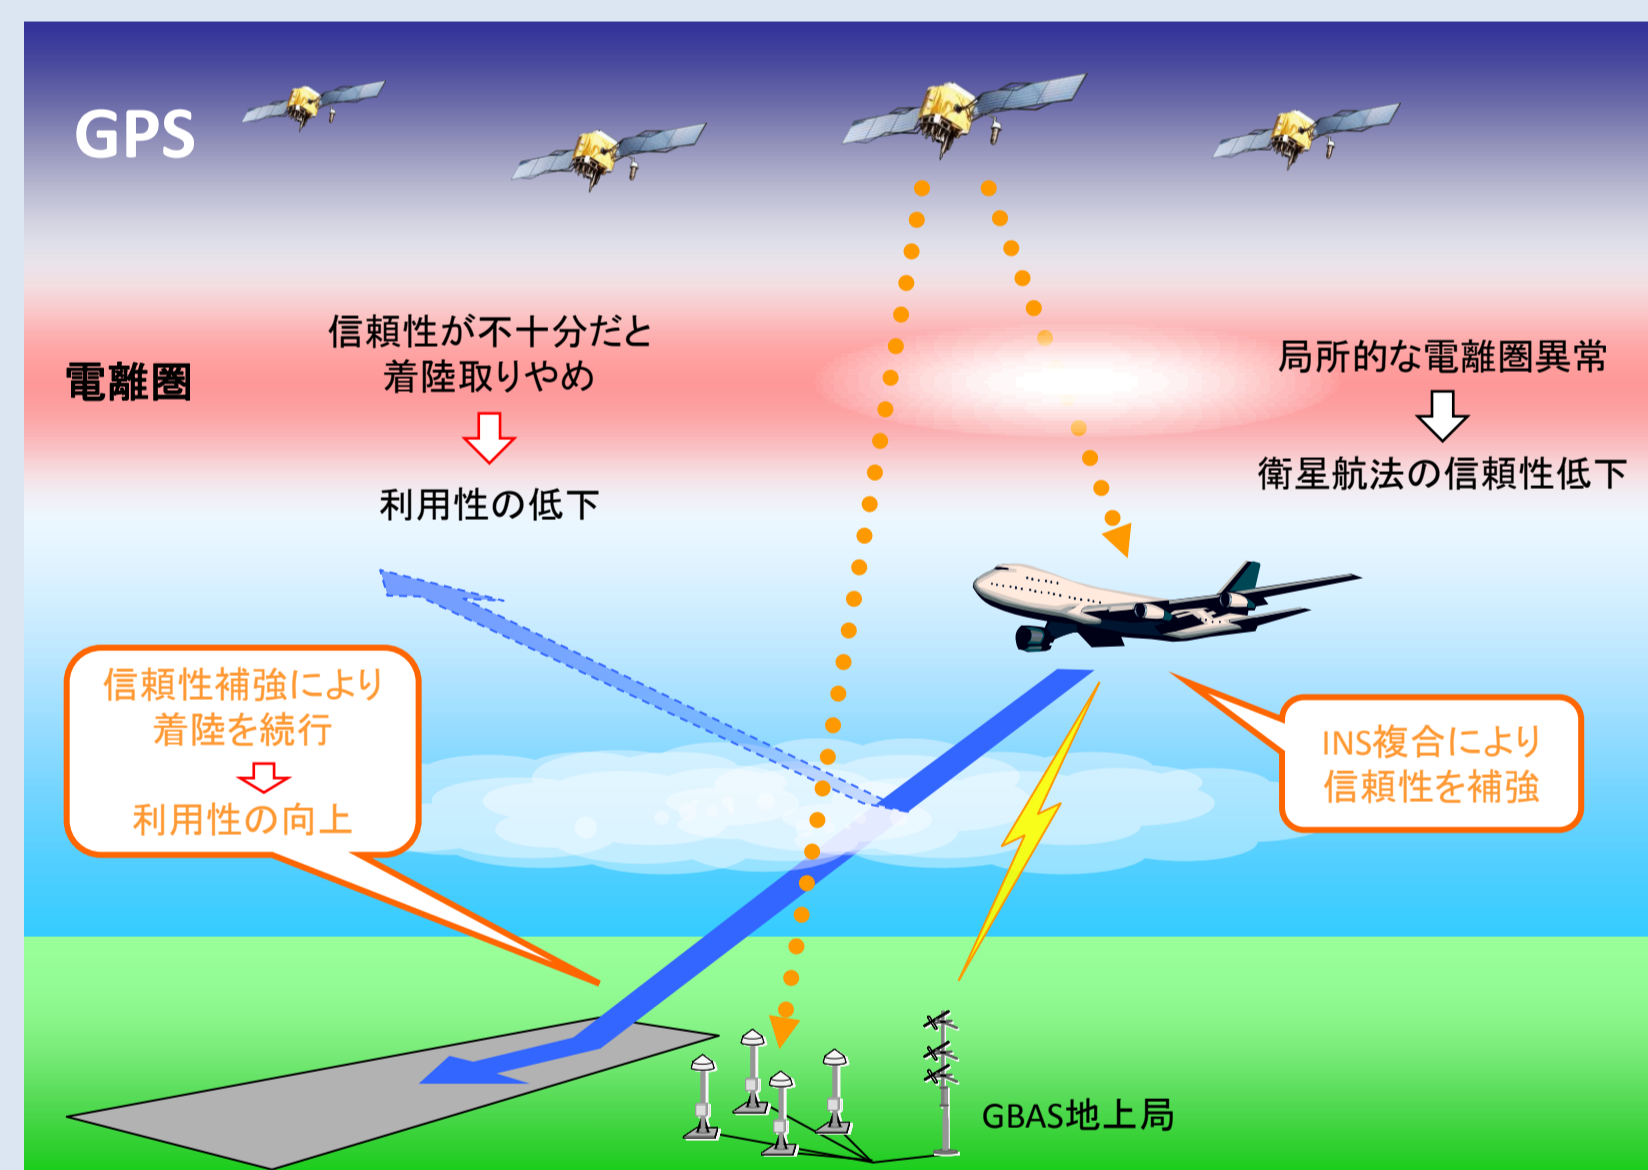 GPS
電離圏
信頼性が不十分だと
着陸取りやめ
利用性の低下
局所的な電離圏異常
衛星航法の信頼性低下
信頼性補強により
着陸を続行
利用性の向上
INS複合により
信頼性を補強
GBAS地上局